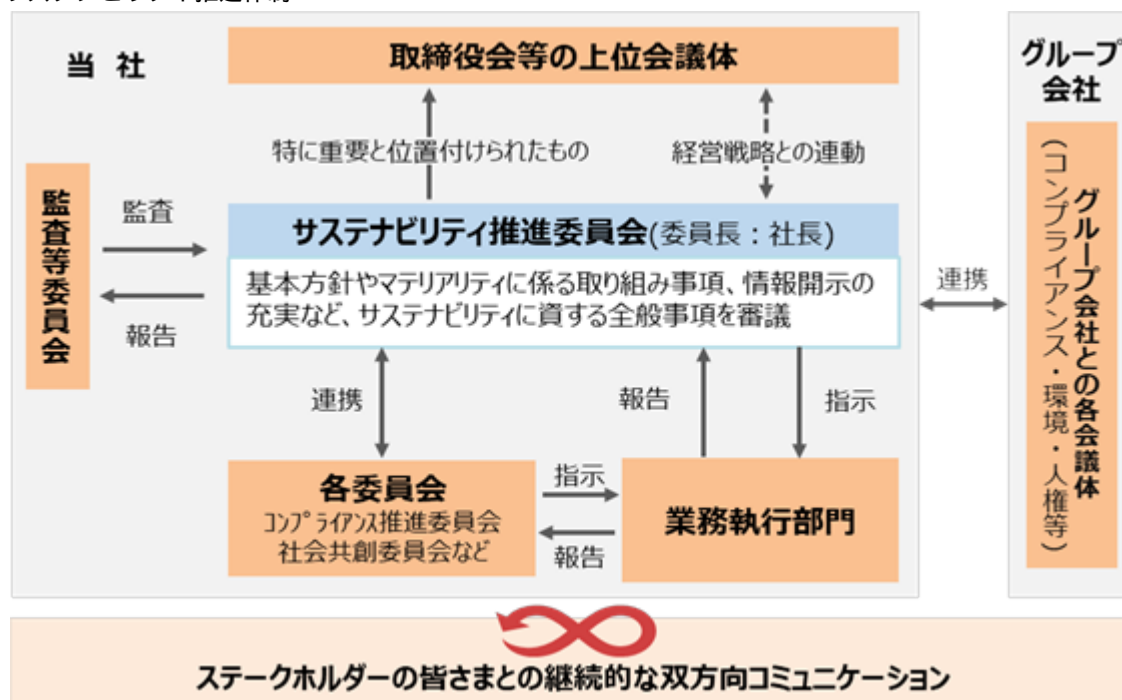 当 社
取締役会等の上位会議体
特に重要と位置付けられたもの
経営戦略との連動
監査等委員会
監査
報告
サステナビリティ推進委員会(委員長：社長)
基本方針やマテリアリティに係る取り組み事項、情報開示の
充実など、サステナビリティに資する全般事項を審議
連携
報告
指示
各委員会
ｺﾝﾌﾟﾗｲｱﾝｽ推進委員会
社会共創委員会など
指示
報告
業務執行部門
連携
グループ
会社
グループ会社との各会議体
（コンプライアンス・環境・人権等）
ステークホルダーの皆さまとの継続的な双方向コミュニケーション